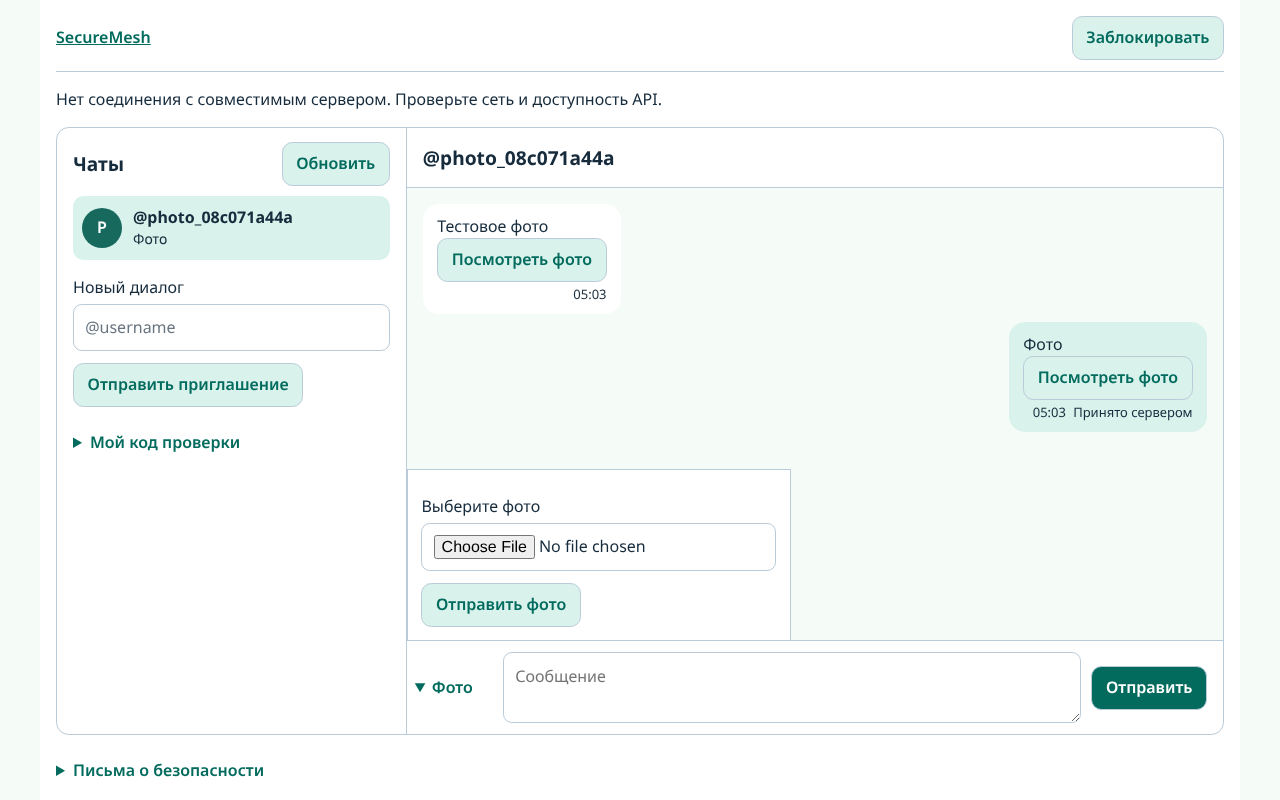 SecureMesh
Заблокировать
Нет соединения с совместимым сервером. Проверьте сеть и доступность API.
Чаты
Обновить
P
@photo_08c071a44a
Фото
Новый диалог
@username
Отправить приглашение
Мой код проверки
@photo_08c071a44a
Тестовое фото
Посмотреть фото
05:03
Фото
Посмотреть фото
05:03 Принято сервером
Выберите фото
Choose File No file chosen
Отправить фото
Фото
Сообщение
Отправить
Письма о безопасности